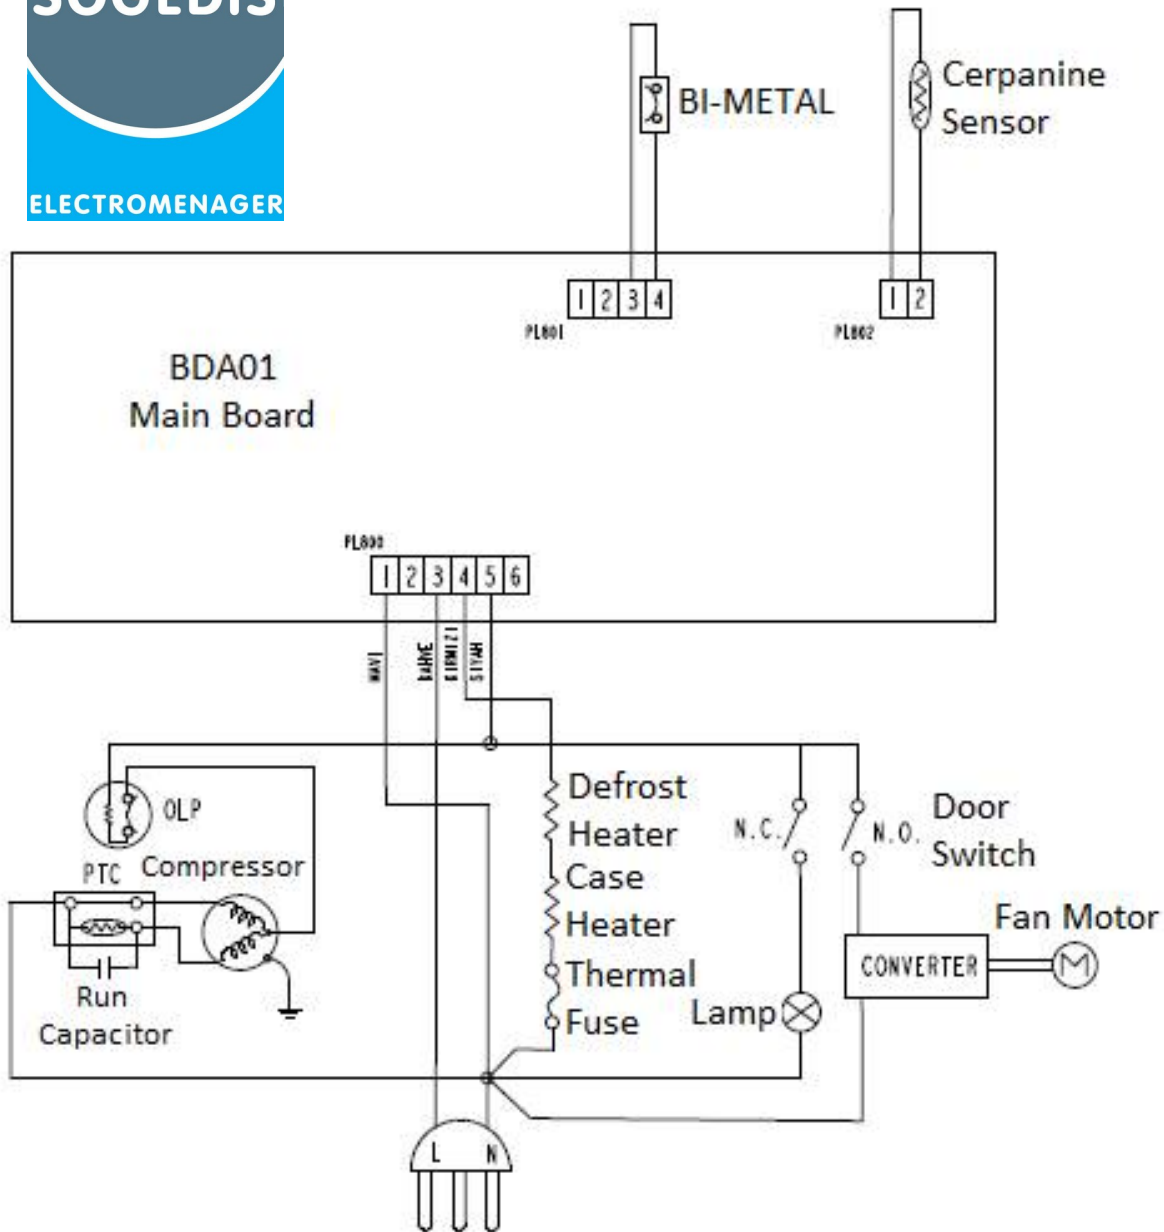 SOGEDIS
ELECTROMENAGER
BI-METAL
Cerpanine
Sensor
1 2 3 4
PL801
1 2
PL802
BDA01
Main Board
PL800
1 2 3 4 5 6
MAVI
KAHVE
KIRMIZI
SIYAH
OLP
PTC
Compressor
Run
Capacitor
Defrost
Heater
Case
Heater
Thermal
Fuse
N.C.
N.O.
Door
Switch
Lamp
CONVERTER
Fan Motor
M
L N